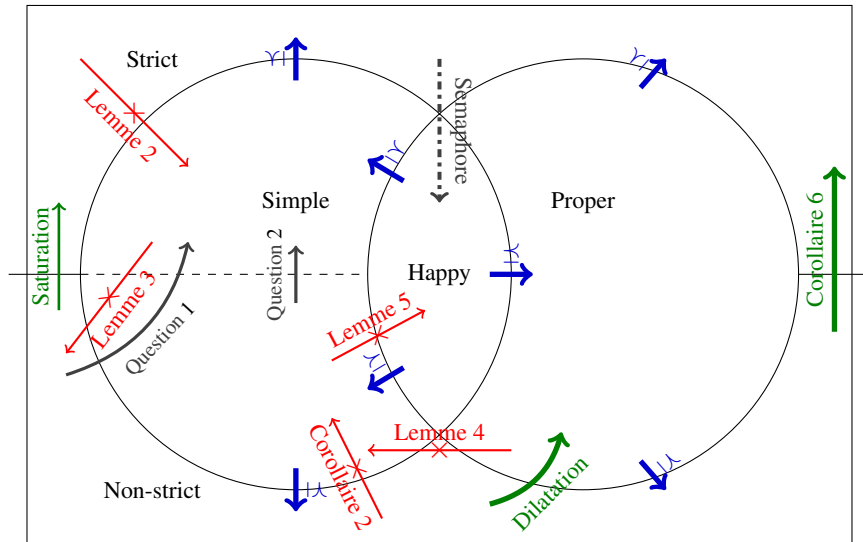 Strict
Lemme 2
Semaphore
Simple
Proper
Saturation
Lemme 3
Question 1
Question 2
Happy
Corollaire 6
Lemme 5
Lemme 4
Corollaire 2
Non-strict
Dilatation